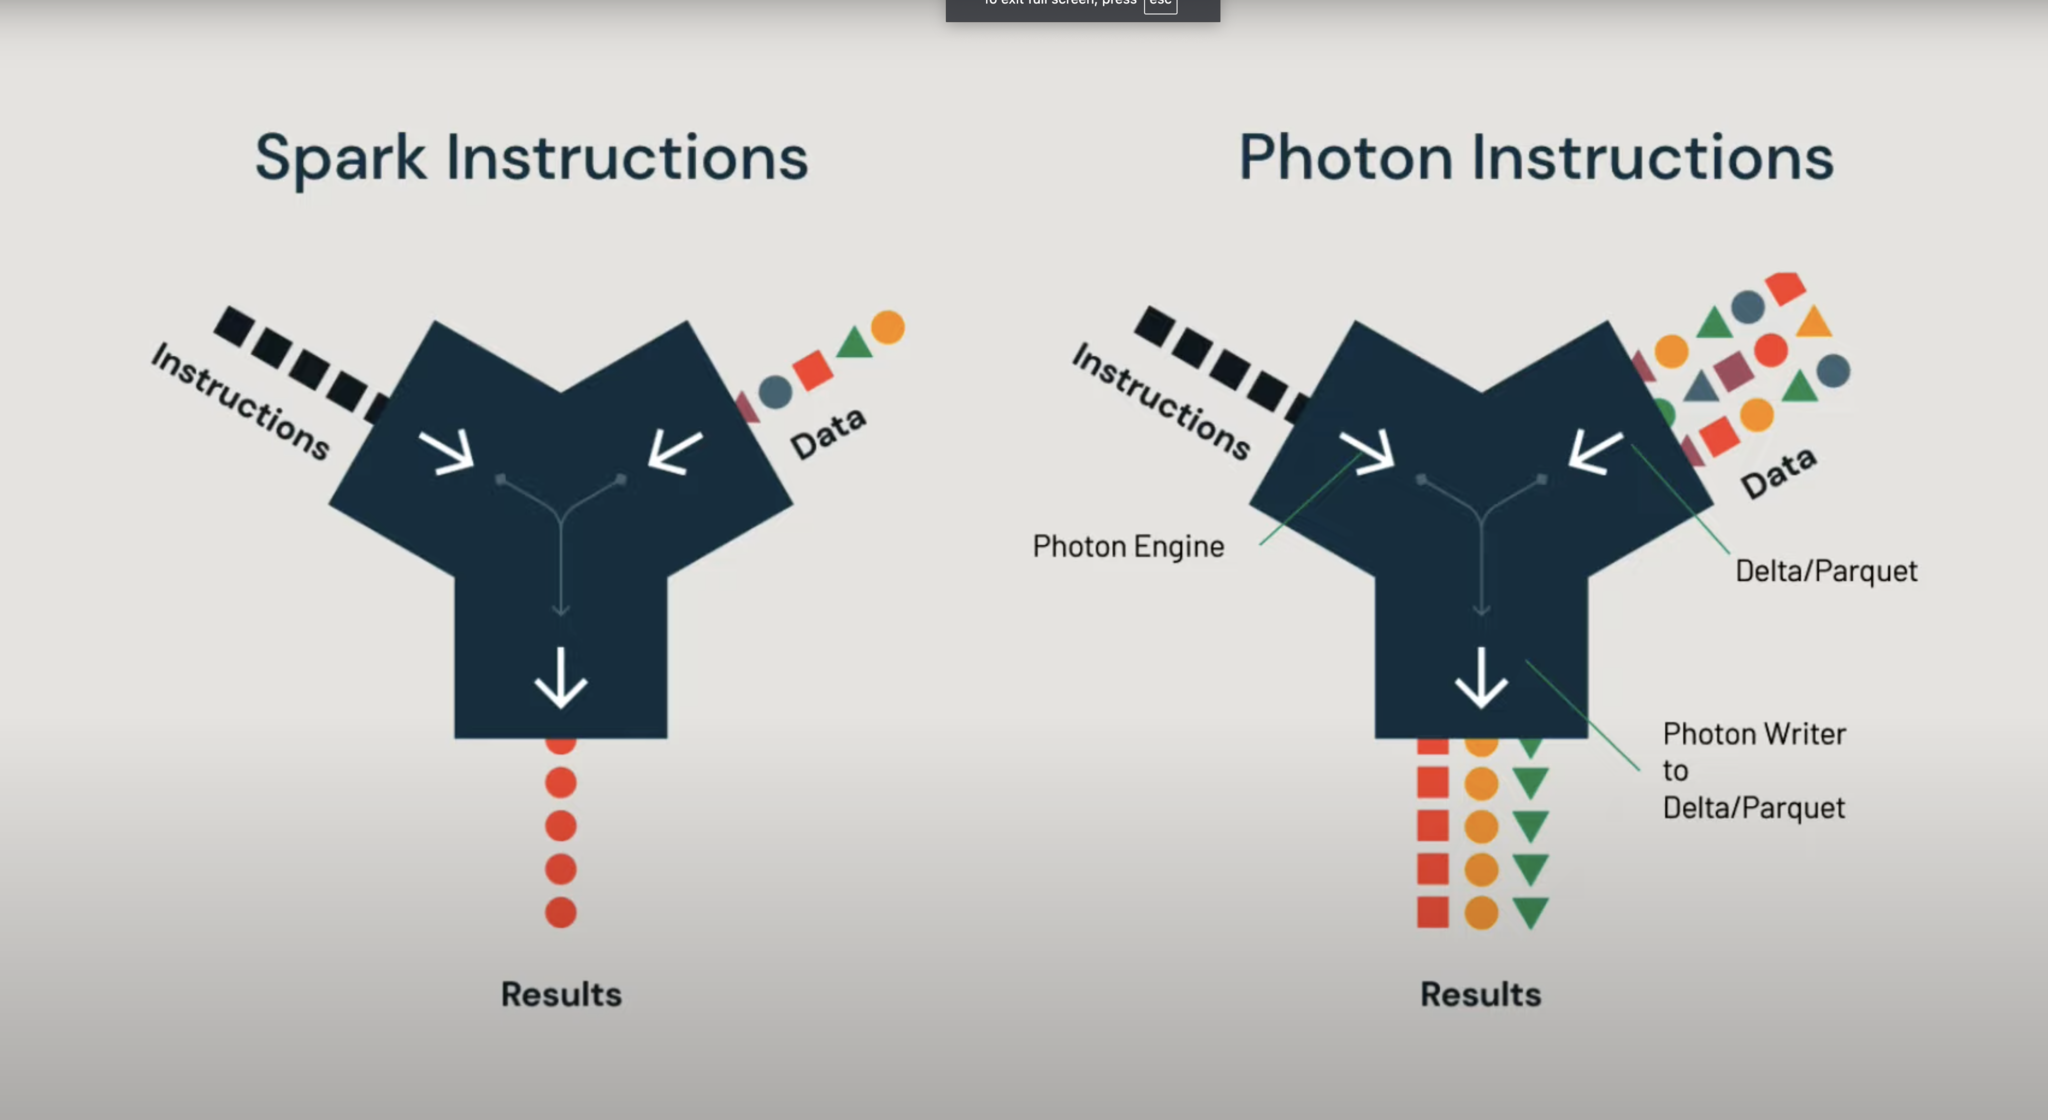 To exit full screen, press esc
Spark Instructions
Photon Instructions
Instructions
Data
Results
Instructions
Data
Photon Engine
Delta/Parquet
Photon Writer
to
Delta/Parquet
Results